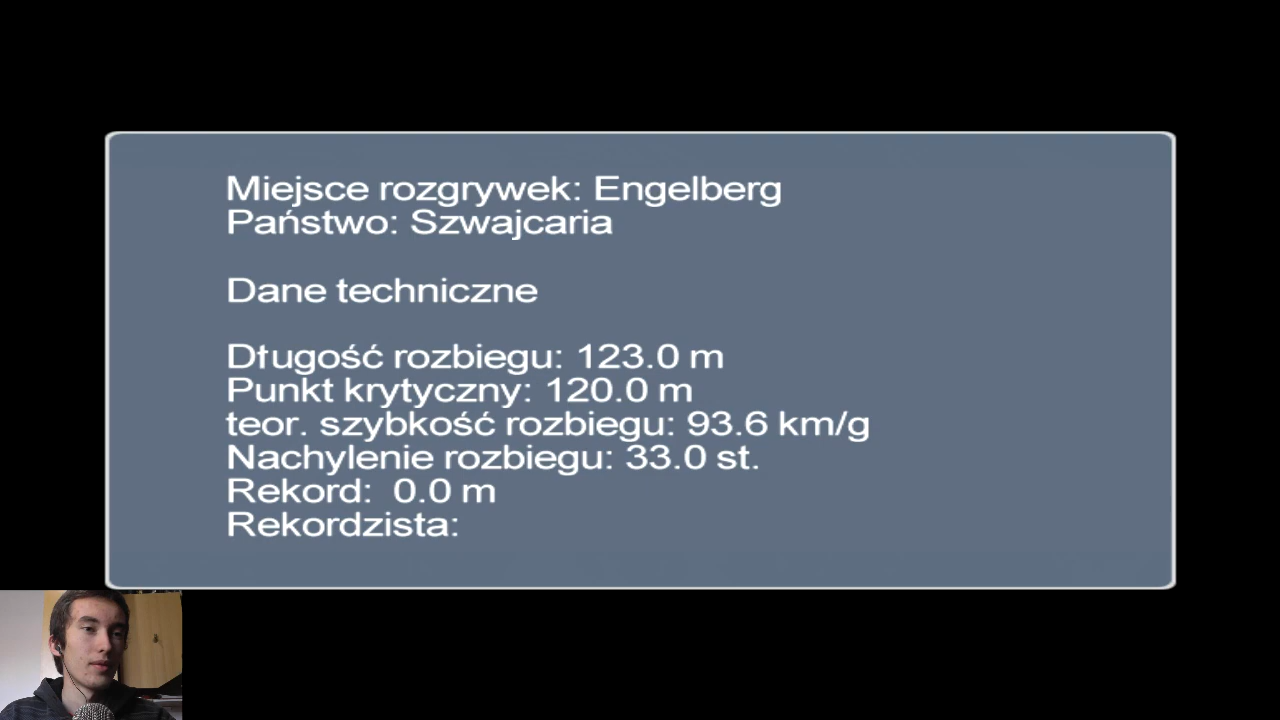 Miejsce rozgrywek: Engelberg
Państwo: Szwajcaria
Dane techniczne
Długość rozbiegu: 123.0 m
Punkt krytyczny: 120.0 m
teor. szybkość rozbiegu: 93.6 km/g
Nachylenie rozbiegu: 33.0 st.
Rekord:  0.0 m
Rekordzista: